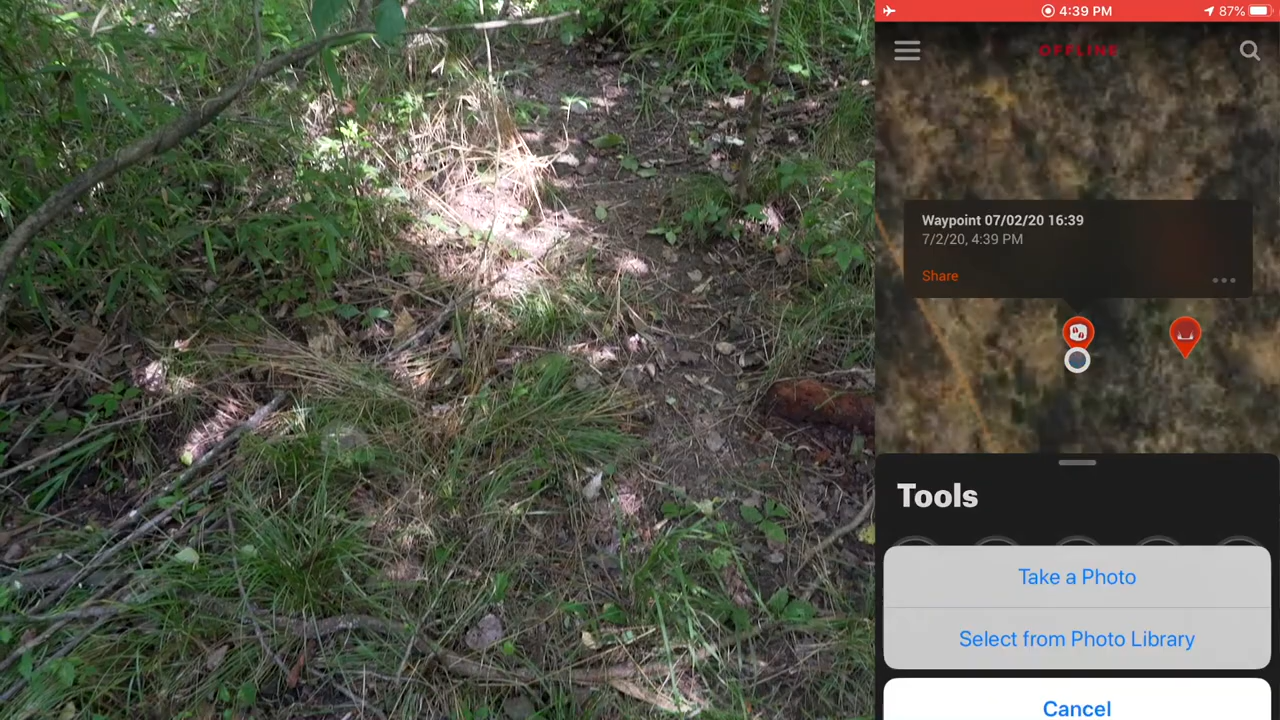 4:39 PM
87%
OFFLINE
Waypoint 07/02/20 16:39
7/2/20, 4:39 PM
Share
Tools
Take a Photo
Select from Photo Library
Cancel